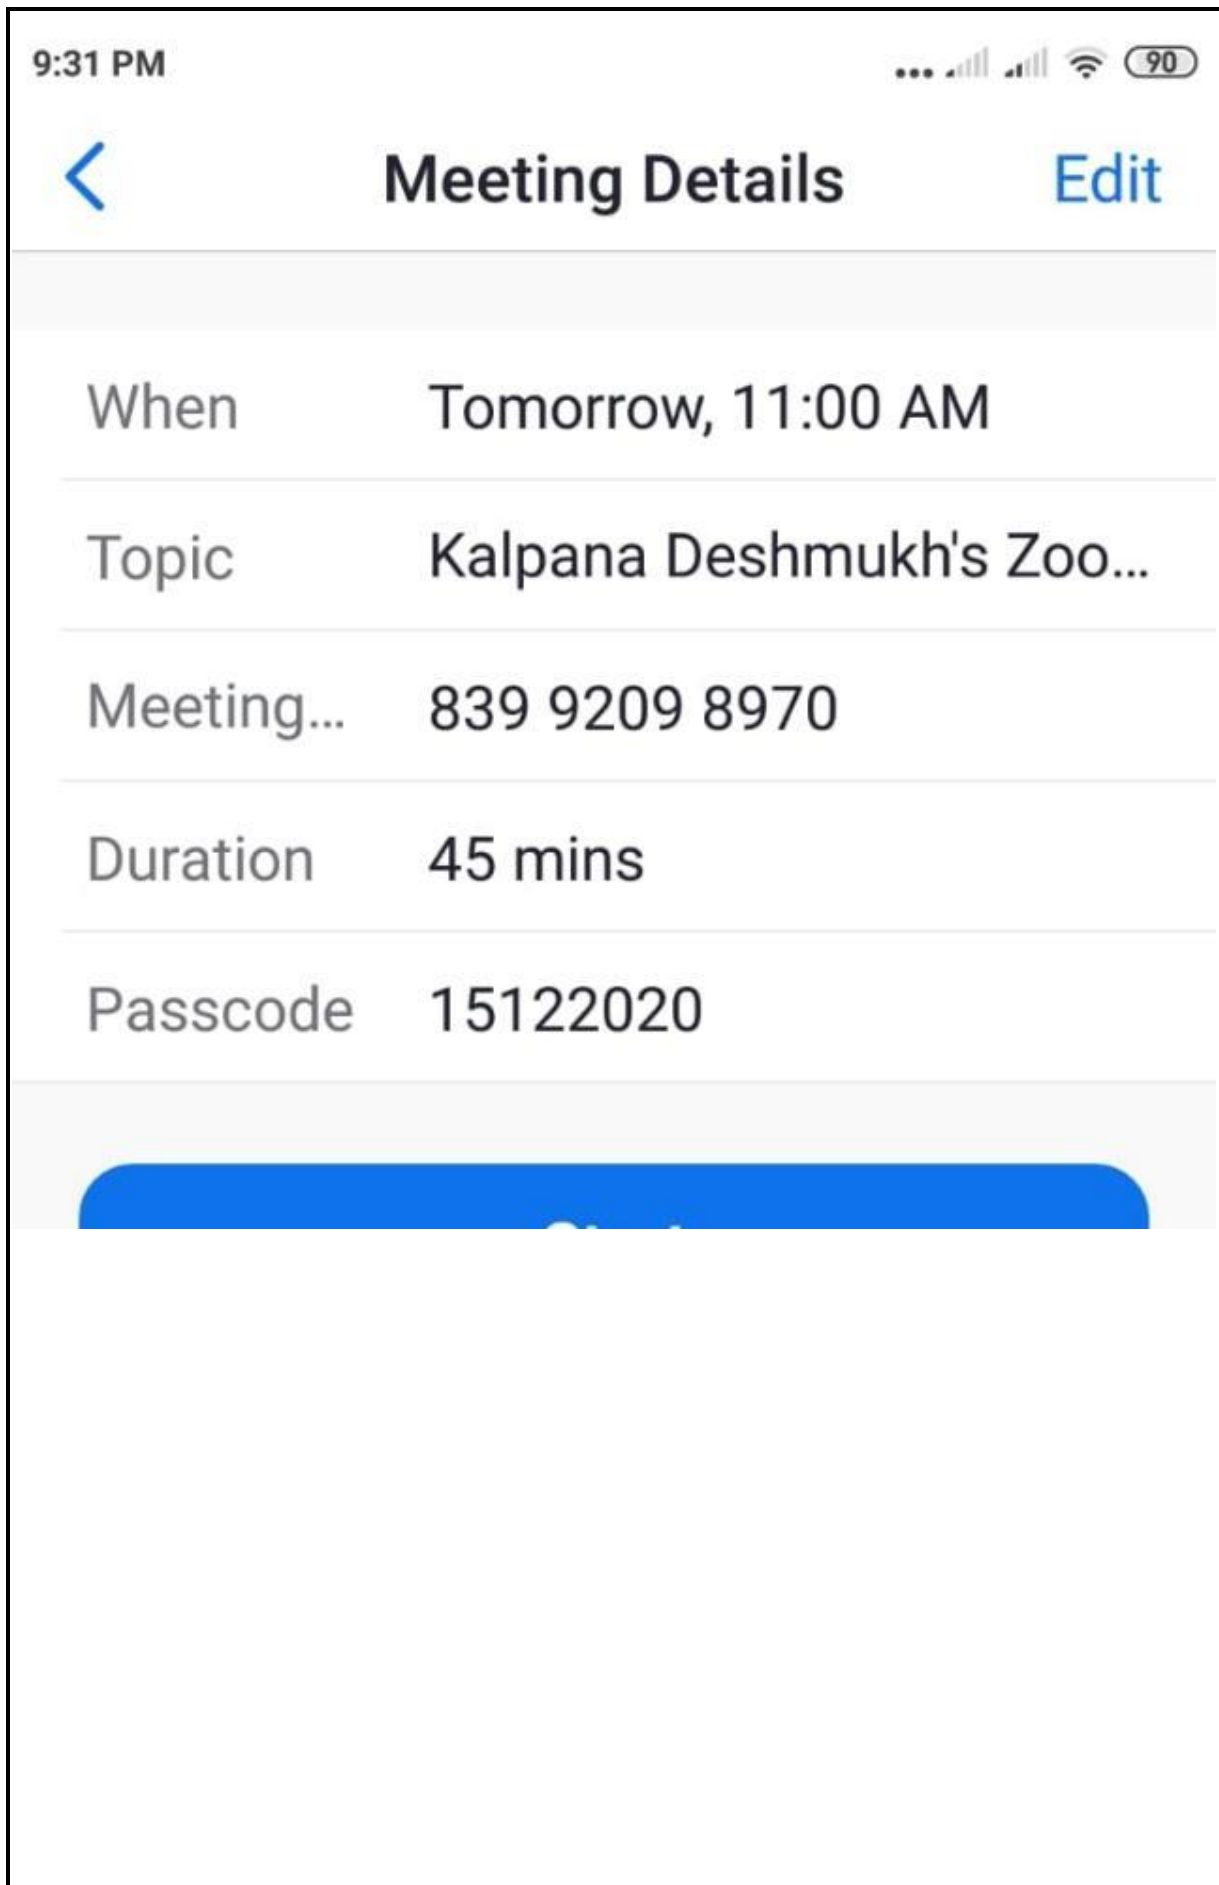 9:31 PM 90
Meeting Details Edit
When Tomorrow, 11:00 AM
Topic Kalpana Deshmukh's Zoo...
Meeting... 839 9209 8970
Duration 45 mins
Passcode 15122020